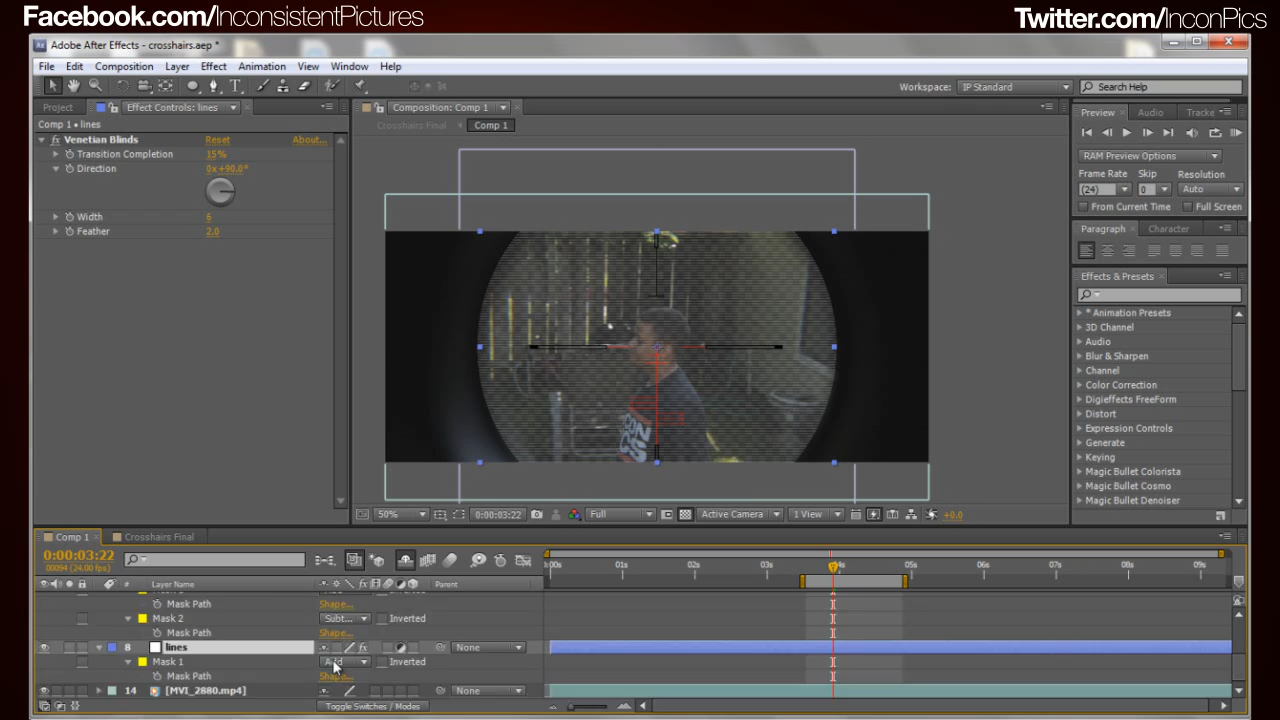 Facebook.com/InconsistentPictures
Twitter.com/InconPics
Adobe After Effects - crosshairs.aep *
File Edit Composition Layer Effect Animation View Window Help
Workspace: IP Standard Search Help
Project Effect Controls: lines
Comp 1 • lines
Venetian Blinds Reset About...
Transition Completion 15%
Direction 0x+90.0°
Width 6
Feather 2.0
Composition: Comp 1
Crosshairs Final Comp 1
50% 0:00:03:22 Full Active Camera 1 View +0.0
Preview Audio Tracke
RAM Preview Options
Frame Rate Skip Resolution
(24) 0 Auto
From Current Time Full Screen
Paragraph Character
Effects & Presets
* Animation Presets
3D Channel
Audio
Blur & Sharpen
Channel
Color Correction
Digieffects FreeForm
Distort
Expression Controls
Generate
Keying
Magic Bullet Colorista
Magic Bullet Cosmo
Magic Bullet Denoiser
Comp 1 Crosshairs Final
0:00:03:22
00094 (24.00 fps)
# Layer Name Parent
:00s 01s 02s 03s 04s 05s 06s 07s 08s 09s
Mask Path Shape...
Mask 2 Subt... Inverted
Mask Path Shape...
8 lines fx None
Mask 1 Add Inverted
Mask Path Shape...
14 [MVI_2880.mp4] None
Toggle Switches / Modes